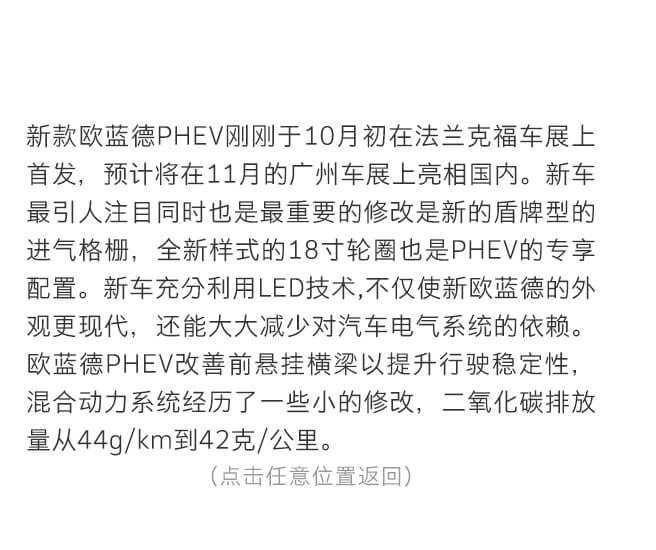 新款欧蓝德PHEV刚刚于10月初在法兰克福车展上
首发，预计将在11月的广州车展上亮相国内。新车
最引人注目同时也是最重要的修改是新的盾牌型的
进气格栅，全新样式的18寸轮圈也是PHEV的专享
配置。新车充分利用LED技术,不仅使新欧蓝德的外
观更现代，还能大大减少对汽车电气系统的依赖。
欧蓝德PHEV改善前悬挂横梁以提升行驶稳定性，
混合动力系统经历了一些小的修改，二氧化碳排放
量从44g/km到42克/公里。
（点击任意位置返回）